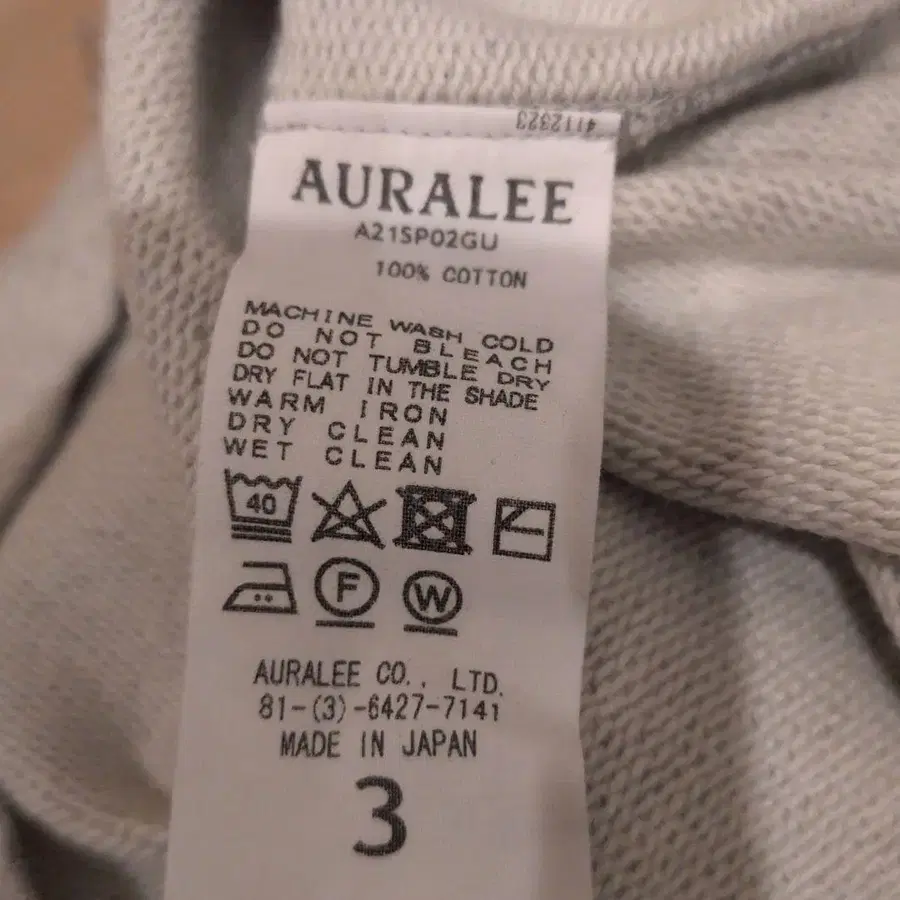 4112323
AURALEE
A21SP02GU
100% COTTON
MACHINE WASH COLD
DO NOT BLEACH
DO NOT TUMBLE DRY
DRY FLAT IN THE SHADE
WARM IRON
DRY CLEAN
WET CLEAN
40
F W
AURALEE CO., LTD.
81-(3)-6427-7141
MADE IN JAPAN
3